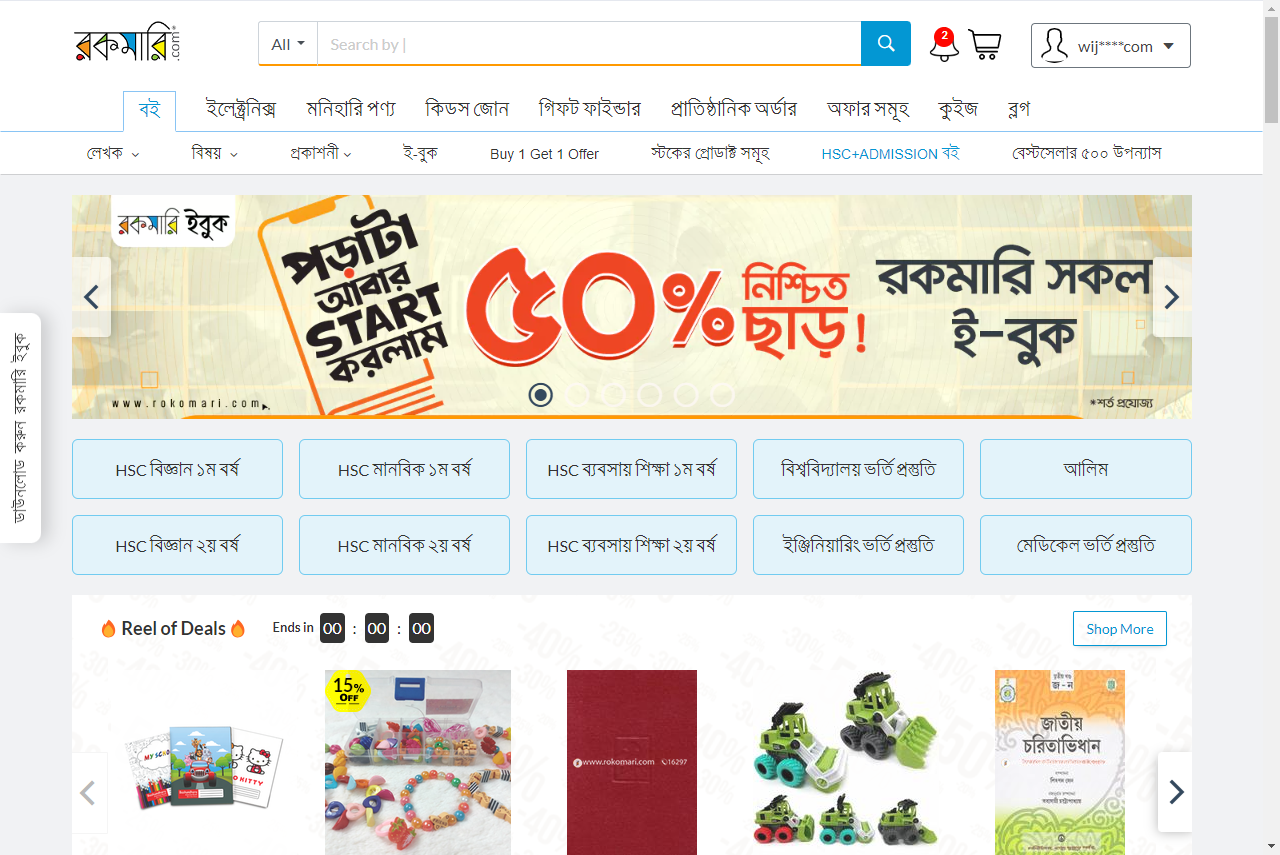 রকমারি.com
All
Search by |
2
wij****com
বই
ইলেক্ট্রনিক্স
মনিহারি পণ্য
কিডস জোন
গিফট ফাইন্ডার
প্রাতিষ্ঠানিক অর্ডার
অফার সমূহ
কুইজ
ব্লগ
লেখক
বিষয়
প্রকাশনী
ই-বুক
Buy 1 Get 1 Offer
স্টকের প্রোডাক্ট সমূহ
HSC+ADMISSION বই
বেস্টসেলার ৫০০ উপন্যাস
রকমারি ইবুক
পড়াটা
আবার
START
করলাম
৫০%
নিশ্চিত
ছাড়!
রকমারি সকল
ই-বুক
www.rokomari.com
*শর্ত প্রযোজ্য
ডাউনলোড করুন রকমারি ইবুক
HSC বিজ্ঞান ১ম বর্ষ
HSC মানবিক ১ম বর্ষ
HSC ব্যবসায় শিক্ষা ১ম বর্ষ
বিশ্ববিদ্যালয় ভর্তি প্রস্তুতি
আলিম
HSC বিজ্ঞান ২য় বর্ষ
HSC মানবিক ২য় বর্ষ
HSC ব্যবসায় শিক্ষা ২য় বর্ষ
ইঞ্জিনিয়ারিং ভর্তি প্রস্তুতি
মেডিকেল ভর্তি প্রস্তুতি
Reel of Deals
Ends in 00 : 00 : 00
Shop More
15% OFF
www.rokomari.com 16297
জ - ন
জাতীয়
চরিতাভিধান